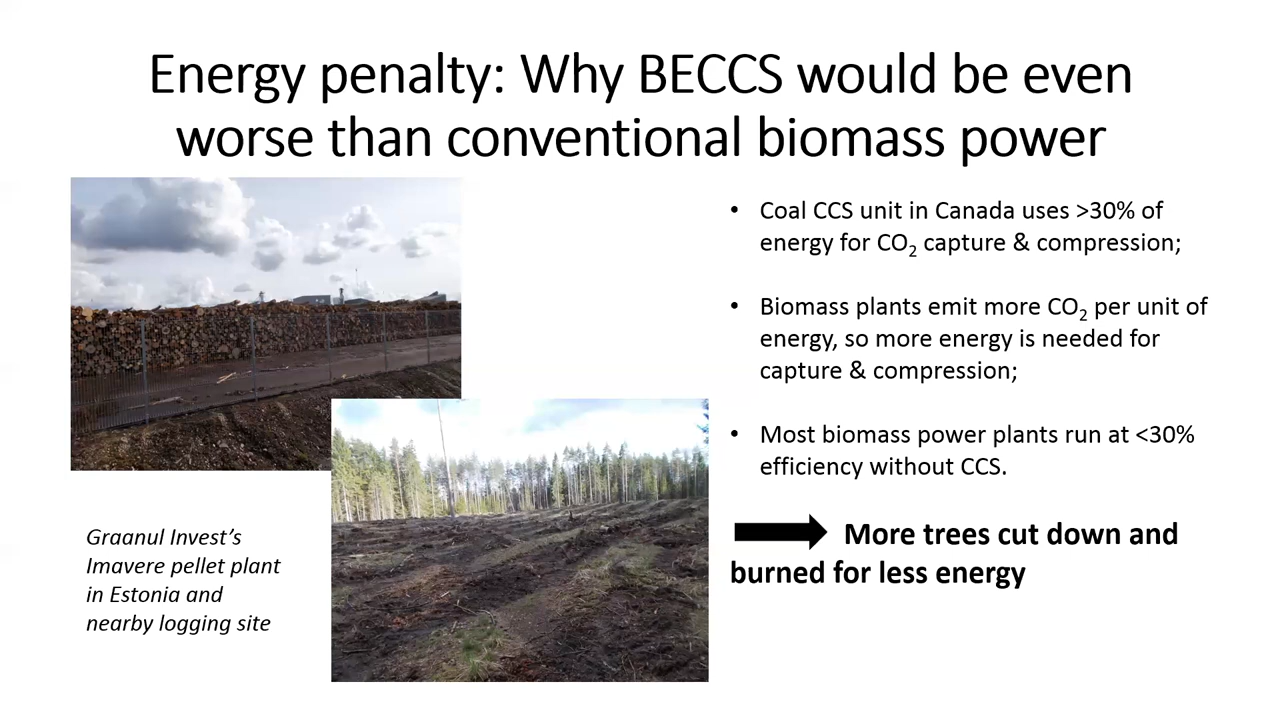 Energy penalty: Why BECCS would be even
worse than conventional biomass power
• Coal CCS unit in Canada uses >30% of
energy for CO₂ capture & compression;
• Biomass plants emit more CO₂ per unit of
energy, so more energy is needed for
capture & compression;
• Most biomass power plants run at <30%
efficiency without CCS.
More trees cut down and
burned for less energy
Graanul Invest’s
Imavere pellet plant
in Estonia and
nearby logging site